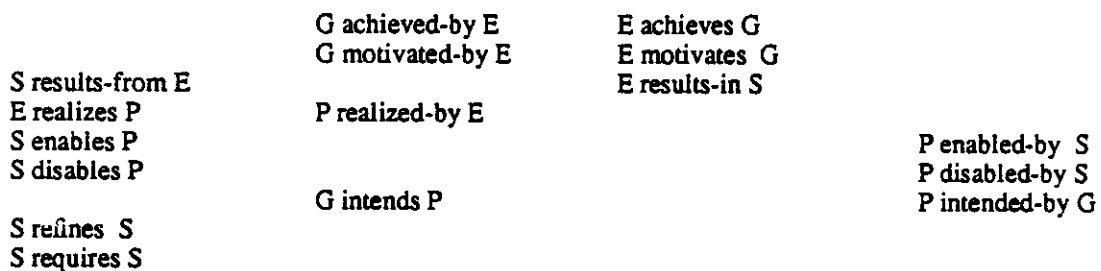 G achieved-by E E achieves G
G motivated-by E E motivates G
S results-from E E results-in S
E realizes P P realized-by E
S enables P P enabled-by S
S disables P P disabled-by S
G intends P P intended-by G
S refines S
S requires S